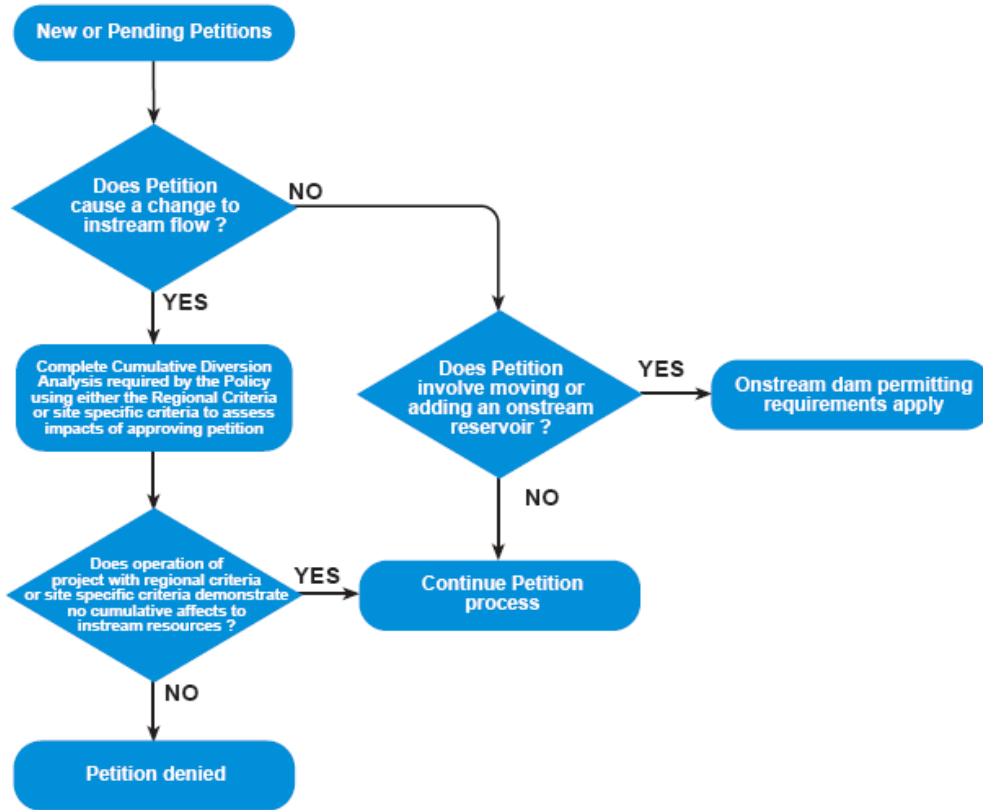 New or Pending Petitions
Does Petition
cause a change to
instream flow ?
NO
YES
Complete Cumulative Diversion
Analysis required by the Policy
using either the Regional Criteria
or site specific criteria to assess
impacts of approving petition
Does Petition
involve moving or
adding an onstream
reservoir ?
YES
Onstream dam permitting
requirements apply
NO
Does operation of
project with regional criteria
or site specific criteria demonstrate
no cumulative affects to
instream resources ?
YES
Continue Petition
process
NO
Petition denied